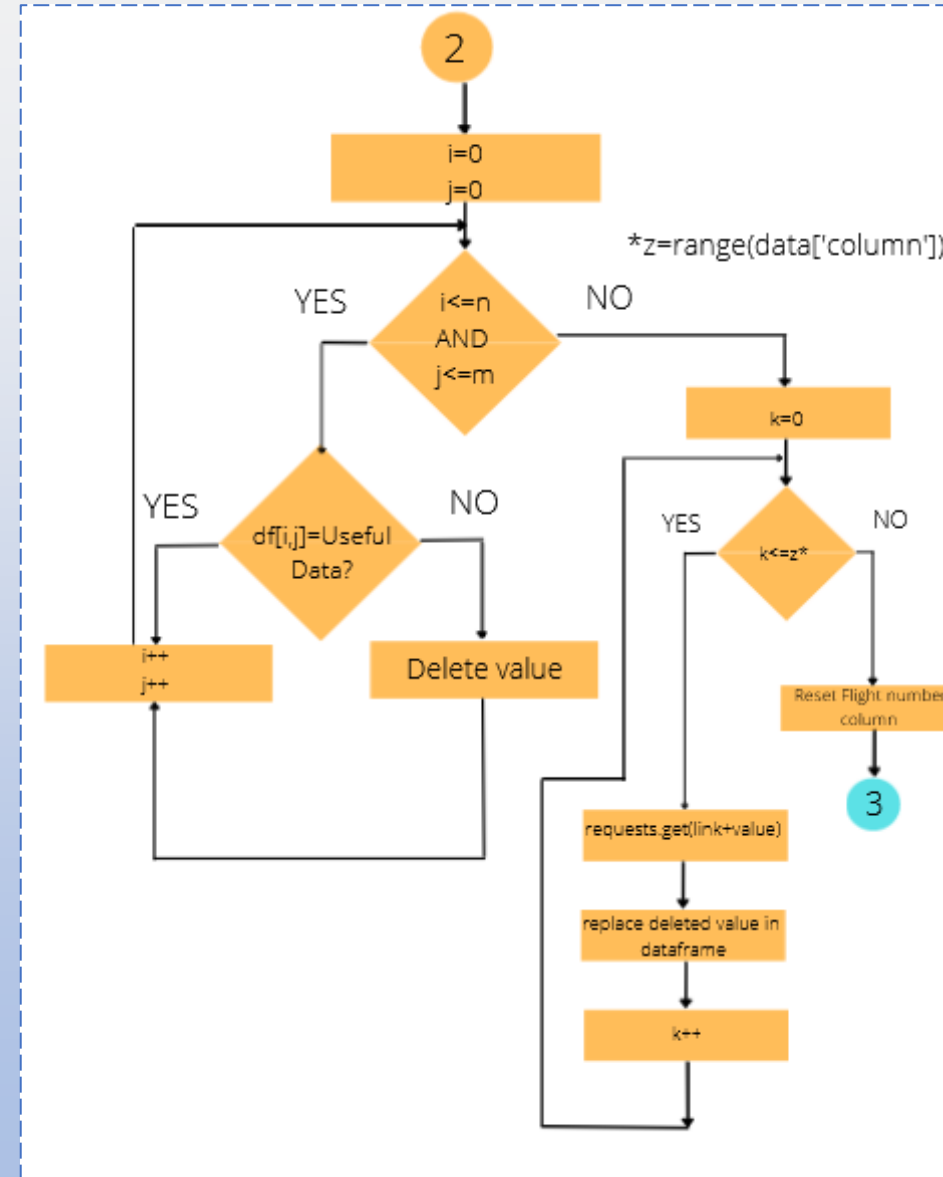 2
i=0
j=0
*z=range(data['column'])
YES
i<=n
AND
j<=m
NO
k=0
YES
df[i,j]=Useful
Data?
NO
YES
k<=z*
NO
i++
j++
Delete value
Reset Flight number
column
3
requests.get(link+value)
replace deleted value in
dataframe
k++